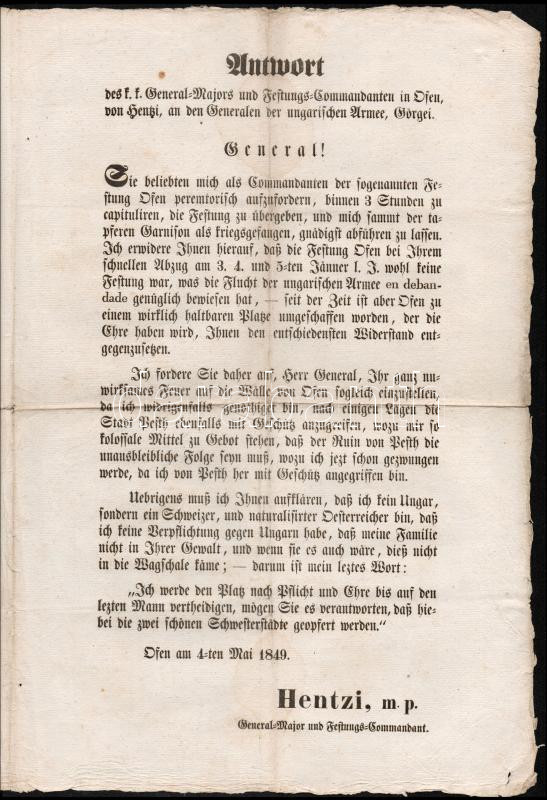 Antwort
des k. k. General-Majors und Festungs-Commandanten in Ofen,
von Hentzi, an den Generalen der ungarischen Armee, Görgei.
General!
Sie beliebten mich als Commandanten der sogenannten Fe-
stung Ofen peremtorisch aufzufordern, binnen 3 Stunden zu
capituliren, die Festung zu übergeben, und mich sammt der ta-
pferen Garnison als kriegsgefangen, gnädigst abführen zu lassen.
Ich erwidere Ihnen hierauf, daß die Festung Ofen bei Ihrem
schnellen Abzug am 3. 4. und 5-ten Jänner l. J. wohl keine
Festung war, was die Flucht der ungarischen Armee en deban-
dade genüglich bewiesen hat, — seit der Zeit ist aber Ofen zu
einem wirklich haltbaren Platze umgeschaffen worden, der die
Ehre haben wird, Ihnen den entschiedensten Widerstand ent-
gegenzusetzen.
Ich fordere Sie daher auf, Herr General, Ihr ganz un-
wirksames Feuer auf die Wälle von Ofen sogleich einzustellen,
da ich widrigenfalls genöthiget bin, nach einigen Lagen die
Stadt Pesth ebenfalls mit Geschütz anzugreifen, wozu mir so
kolossale Mittel zu Gebot stehen, daß der Ruin von Pesth die
unausbleibliche Folge seyn muß, wozu ich jezt schon gezwungen
werde, da ich von Pesth her mit Geschütz angegriffen bin.
Uebrigens muß ich Ihnen aufklären, daß ich kein Ungar,
sondern ein Schweizer, und naturalisirter Oesterreicher bin, daß
ich keine Verpflichtung gegen Ungarn habe, daß meine Familie
nicht in Ihrer Gewalt, und wenn sie es auch wäre, dieß nicht
in die Wagschale käme; — darum ist mein leztes Wort:
„Ich werde den Platz nach Pflicht und Ehre bis auf den
lezten Mann vertheidigen, mögen Sie es verantworten, daß hie-
bei die zwei schönen Schwesterstädte geopfert werden.“
Ofen am 4-ten Mai 1849.
Hentzi, m. p.
General-Major und Festungs-Commandant.